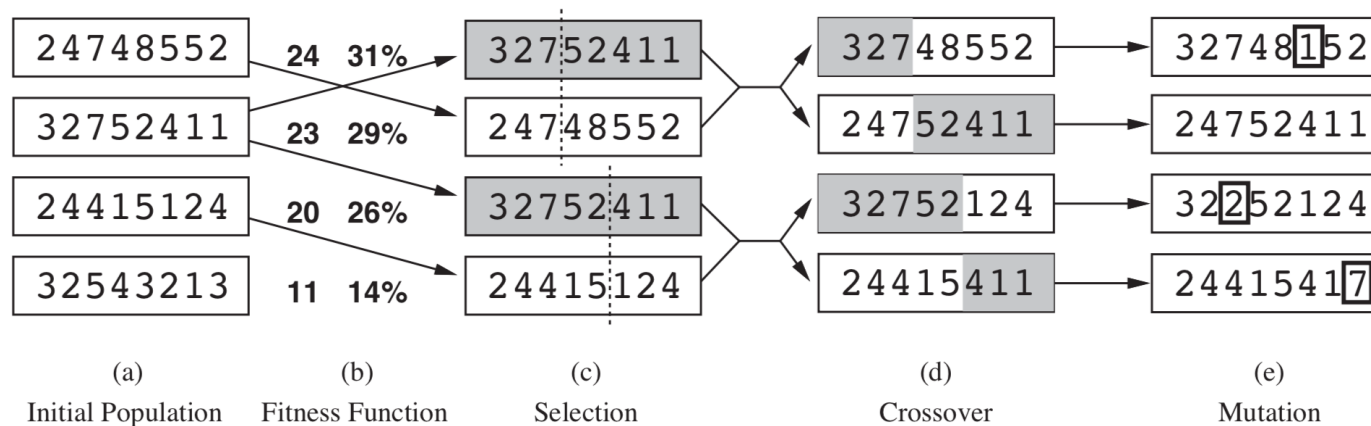 24748552 24 31% 32752411 32748552 32748152
32752411 23 29% 24748552 24752411 24752411
24415124 20 26% 32752411 32752124 32252124
32543213 11 14% 24415124 24415411 24415417
(a) (b) (c) (d) (e)
Initial Population Fitness Function Selection Crossover Mutation